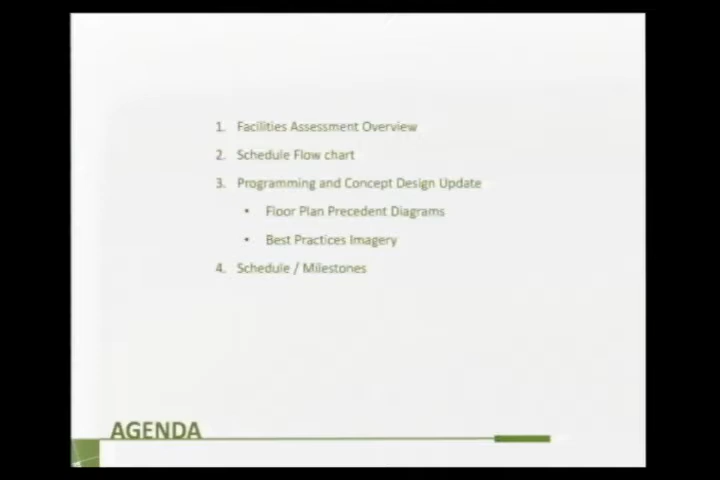 1. Facilities Assessment Overview
2. Schedule Flow chart
3. Programming and Concept Design Update
• Floor Plan Precedent Diagrams
• Best Practices Imagery
4. Schedule / Milestones
AGENDA